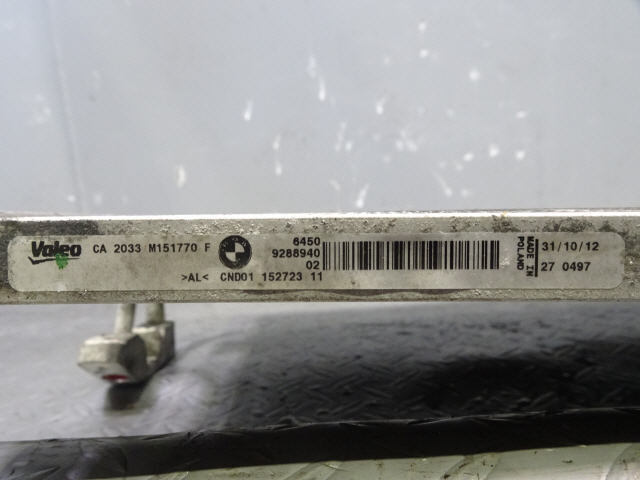 Valeo
CA 2033 M151770 F
>AL< CND01 152723 11
6450
9288940
02
MADE IN
POLAND
31/10/12
27 0497